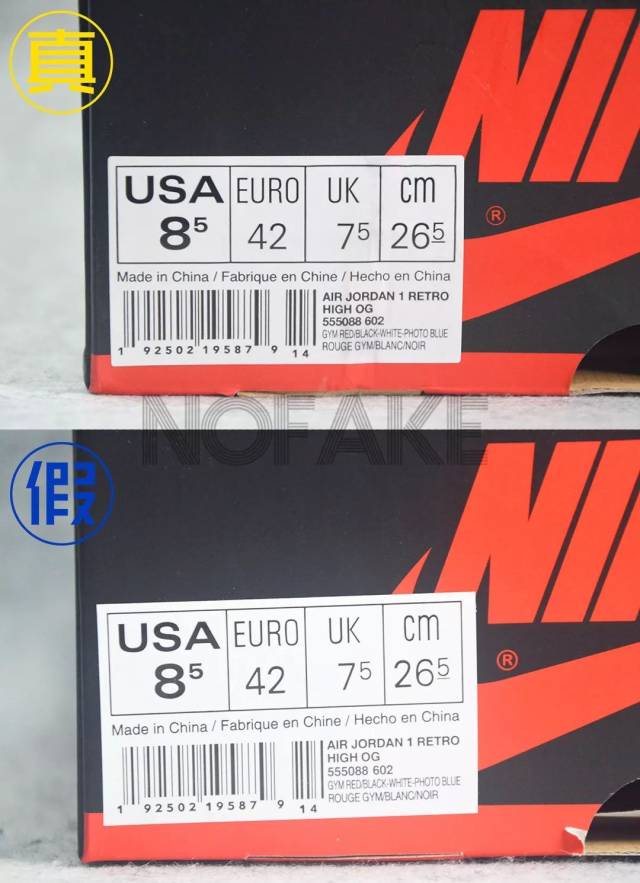 真
NI
®
USA EURO UK cm
8⁵ 42 7⁵ 26⁵
Made in China / Fabrique en Chine / Hecho en China
AIR JORDAN 1 RETRO
HIGH OG
555088 602
GYM RED/BLACK-WHITE-PHOTO BLUE
ROUGE GYM/BLANC/NOIR
1 92502 19587 9 14
NOFAKE
假
NI
®
USA EURO UK cm
8⁵ 42 7⁵ 26⁵
Made in China / Fabrique en Chine / Hecho en China
AIR JORDAN 1 RETRO
HIGH OG
555088 602
GYM RED/BLACK-WHITE-PHOTO BLUE
ROUGE GYM/BLANC/NOIR
1 92502 19587 9 14